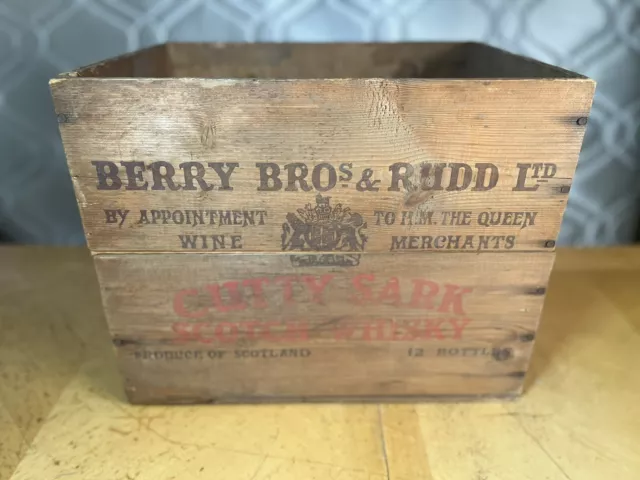 BERRY BROS & RUDD LTD
BY APPOINTMENT TO H.M. THE QUEEN
WINE MERCHANTS
CUTTY SARK
SCOTCH WHISKY
PRODUCE OF SCOTLAND 12 BOTTLES